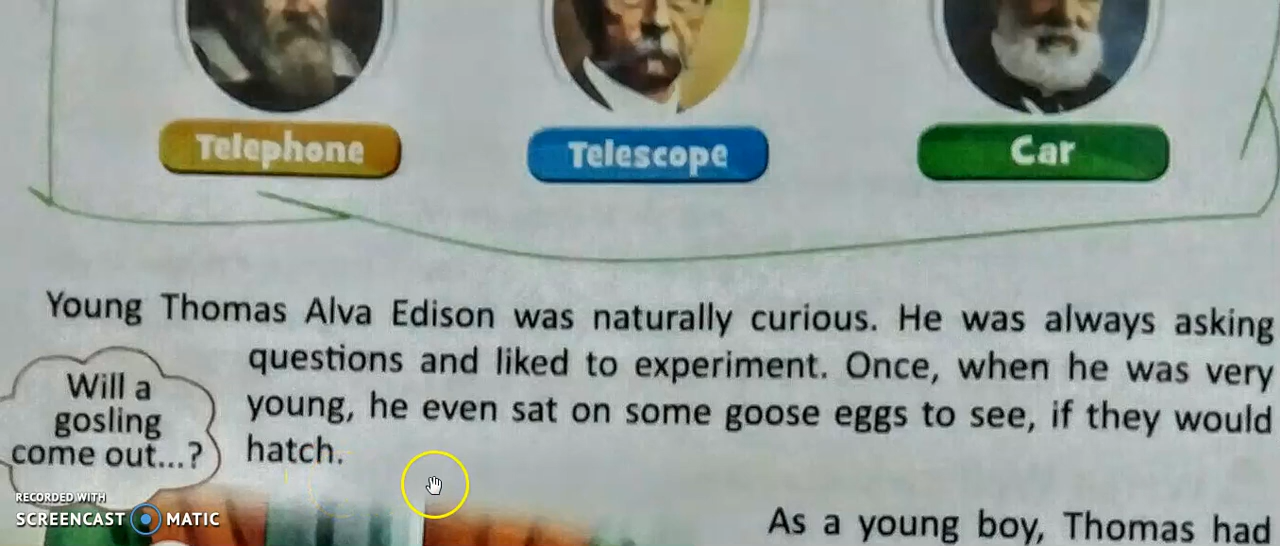 Telephone
Telescope
Car
Young Thomas Alva Edison was naturally curious. He was always asking
questions and liked to experiment. Once, when he was very
young, he even sat on some goose eggs to see, if they would
hatch.
Will a
gosling
come out...?
As a young boy, Thomas had
RECORDED WITH
SCREENCAST MATIC